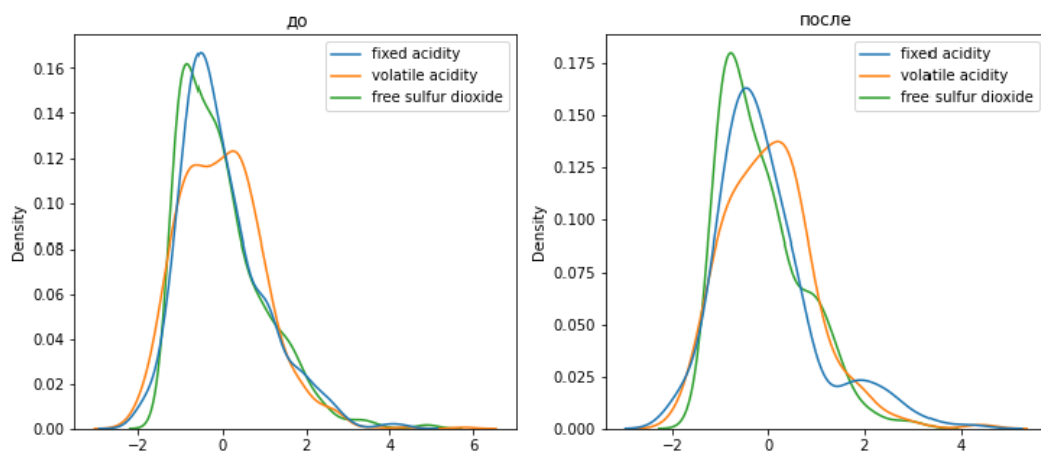 до
fixed acidity
volatile acidity
free sulfur dioxide
Density
0.16
0.14
0.12
0.10
0.08
0.06
0.04
0.02
0.00
−2
0
2
4
6
после
fixed acidity
volatile acidity
free sulfur dioxide
Density
0.175
0.150
0.125
0.100
0.075
0.050
0.025
0.000
−2
0
2
4